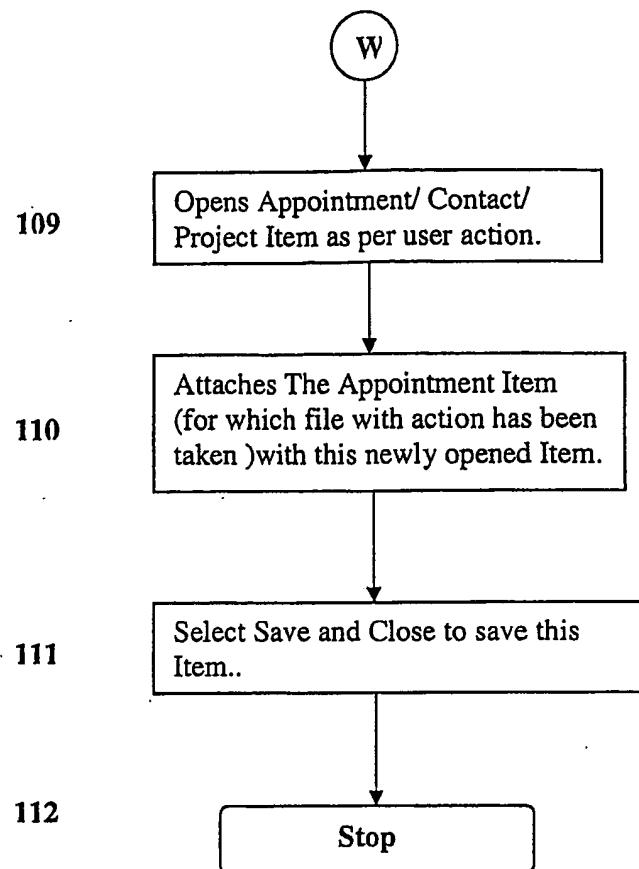 W
109
Opens Appointment/ Contact/
Project Item as per user action.
110
Attaches The Appointment Item
(for which file with action has been
taken )with this newly opened Item.
111
Select Save and Close to save this
Item..
112
Stop